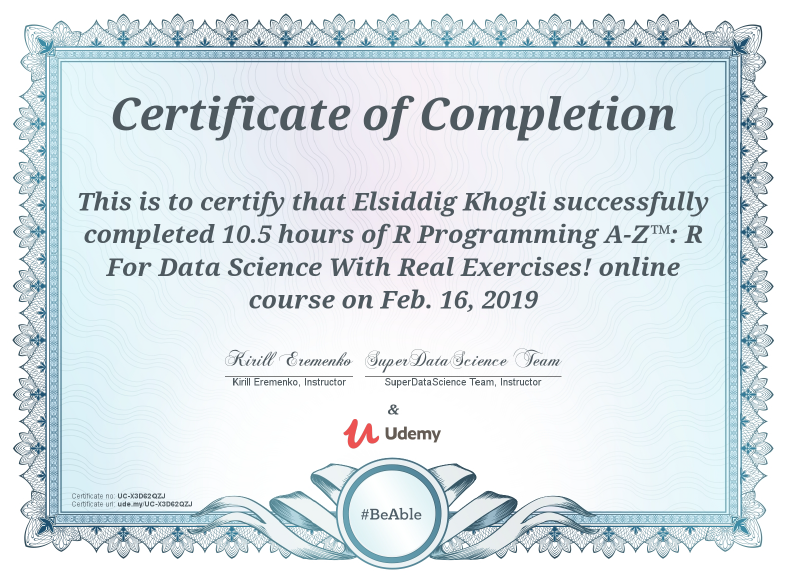 Certificate of Completion
This is to certify that Elsiddig Khogli successfully
completed 10.5 hours of R Programming A-Z™: R
For Data Science With Real Exercises! online
course on Feb. 16, 2019
Kirill Eremenko SuperDataScience Team
Kirill Eremenko, Instructor SuperDataScience Team, Instructor
&
Udemy
Certificate no: UC-X3D62QZJ
Certificate url: ude.my/UC-X3D62QZJ
#BeAble